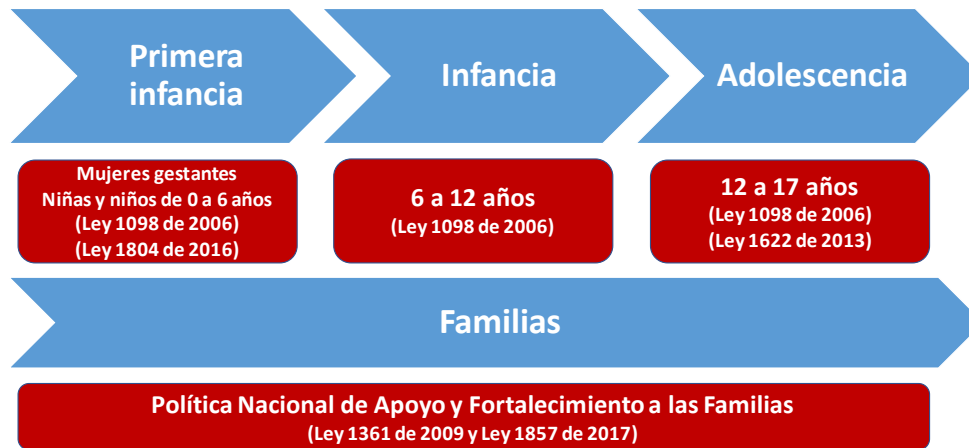 Primera
infancia
Infancia
Adolescencia
Mujeres gestantes
Niñas y niños de 0 a 6 años
(Ley 1098 de 2006)
(Ley 1804 de 2016)
6 a 12 años
(Ley 1098 de 2006)
12 a 17 años
(Ley 1098 de 2006)
(Ley 1622 de 2013)
Familias
Política Nacional de Apoyo y Fortalecimiento a las Familias
(Ley 1361 de 2009 y Ley 1857 de 2017)